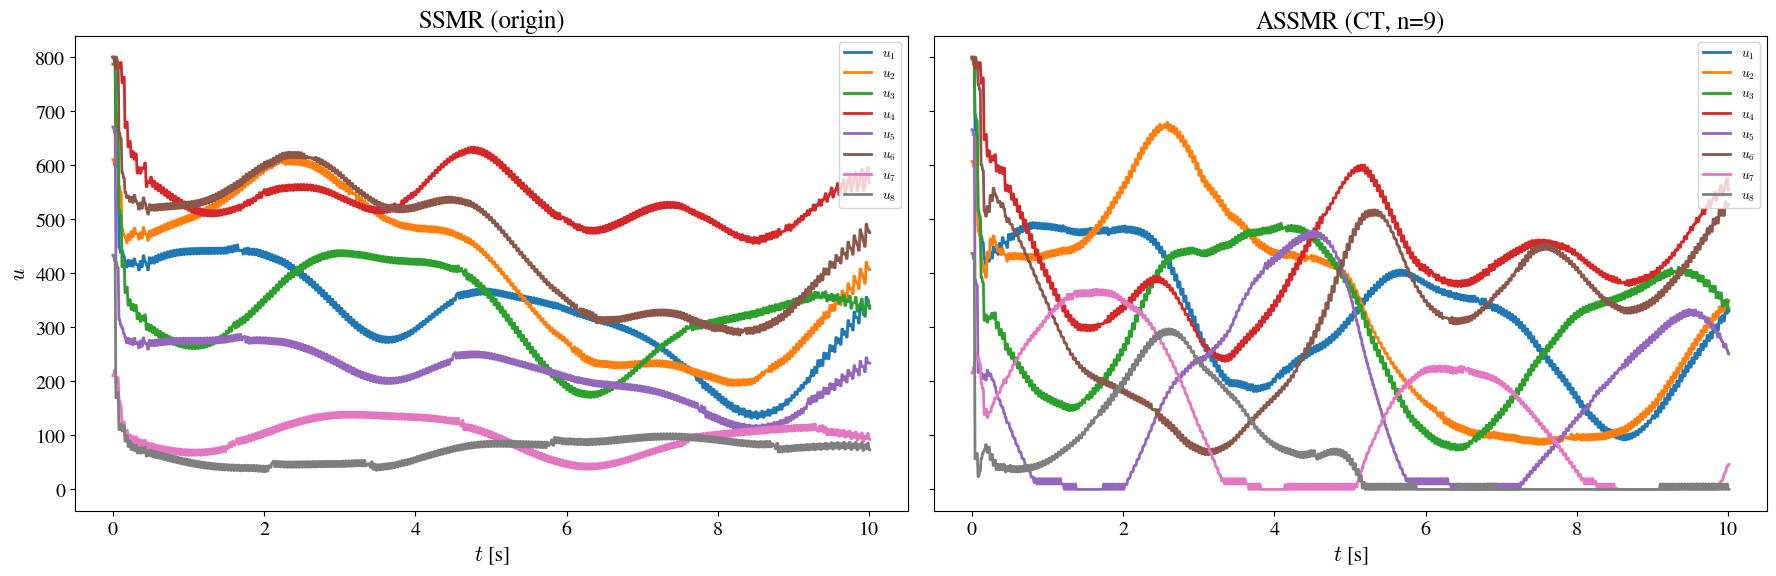 SSMR (origin)
ASSMR (CT, n=9)
u
800
700
600
500
400
300
200
100
0
u₁
u₂
u₃
u₄
u₅
u₆
u₇
u₈
u₁
u₂
u₃
u₄
u₅
u₆
u₇
u₈
0
2
4
6
8
10
0
2
4
6
8
10
t [s]
t [s]